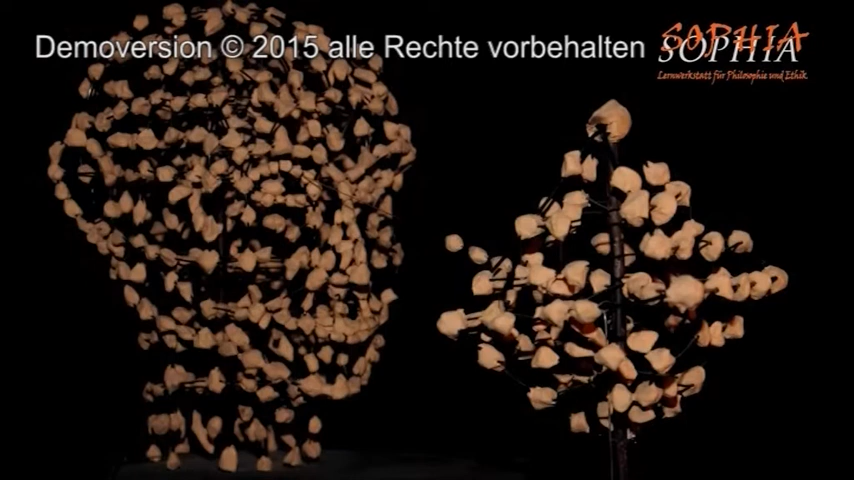 Demoversion © 2015 alle Rechte vorbehalten
SOPHIA
SOPHIA
Lernwerkstatt für Philosophie und Ethik